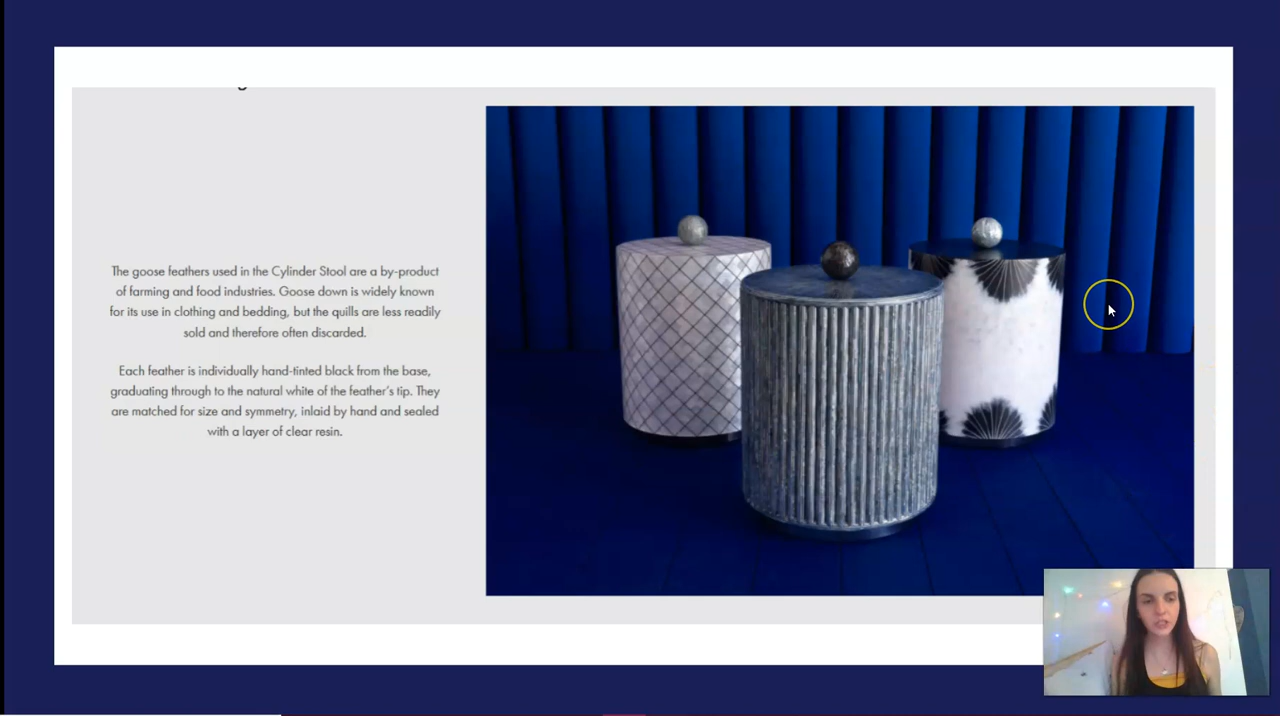 The goose feathers used in the Cylinder Stool are a by-product
of farming and food industries. Goose down is widely known
for its use in clothing and bedding, but the quills are less readily
sold and therefore often discarded.
Each feather is individually hand-tinted black from the base,
graduating through to the natural white of the feather's tip. They
are matched for size and symmetry, inlaid by hand and sealed
with a layer of clear resin.